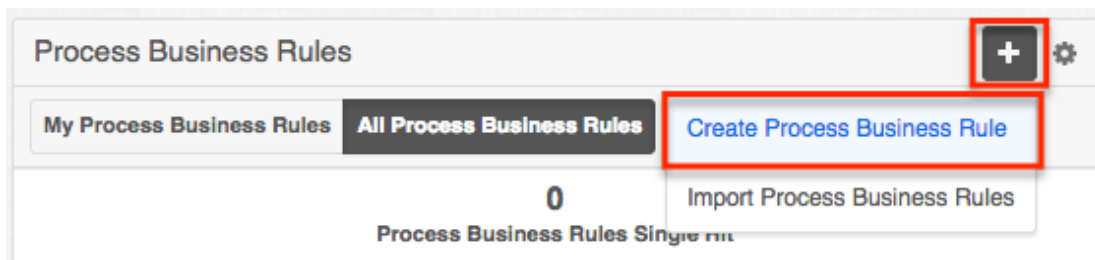 Process Business Rules
My Process Business Rules All Process Business Rules Create Process Business Rule
0 Import Process Business Rules
Process Business Rules Single Hit